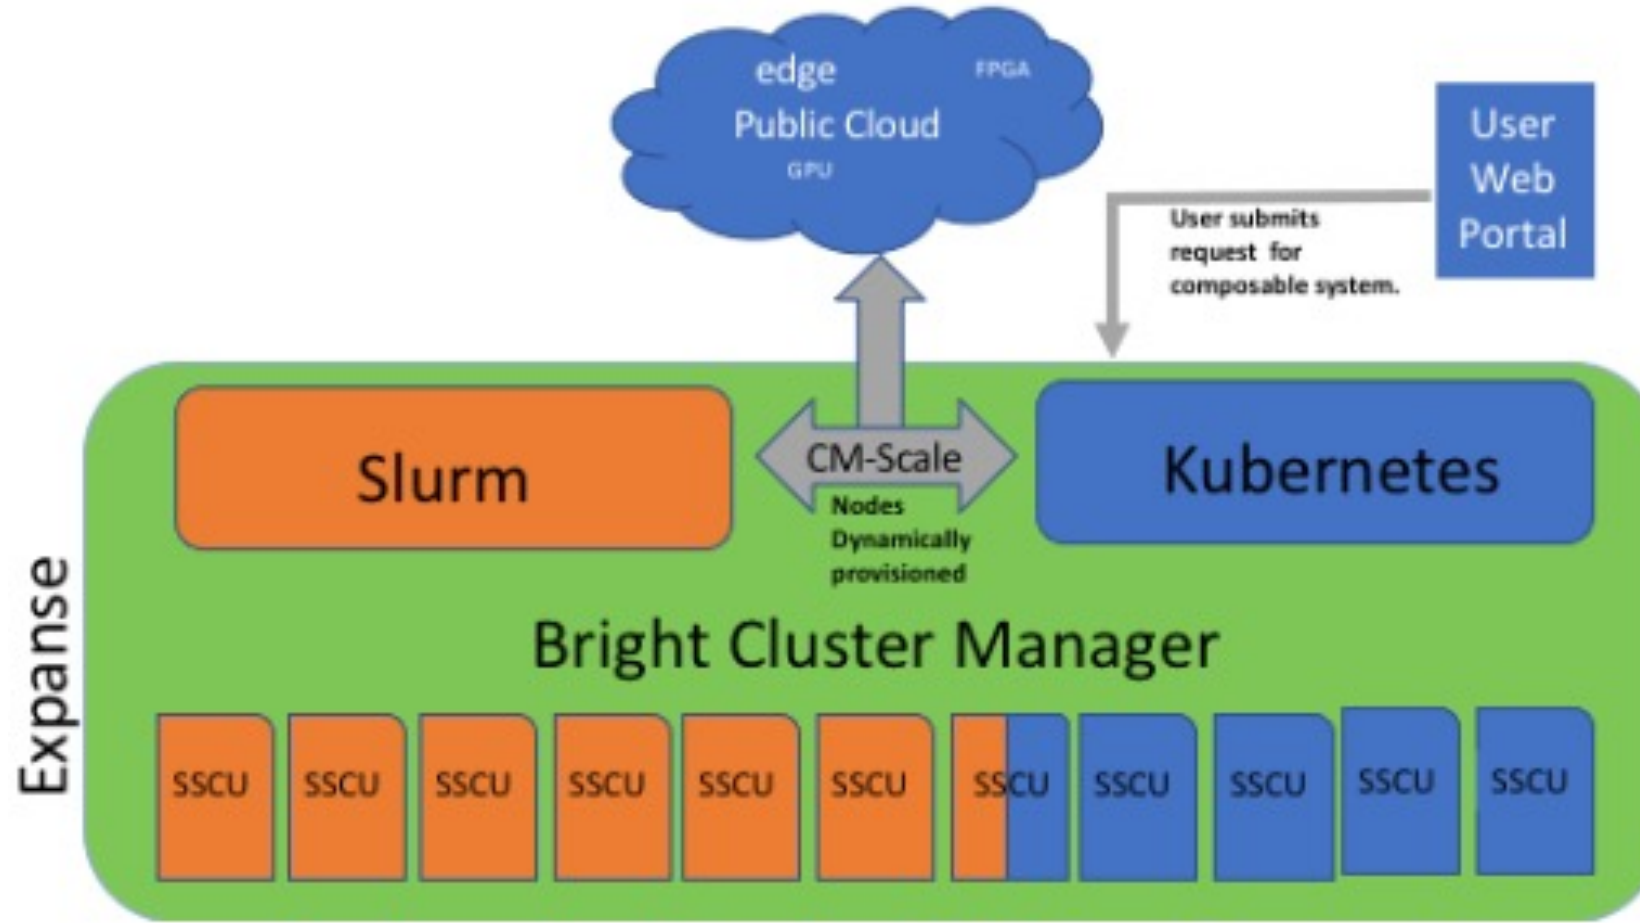 edge
FPGA
Public Cloud
GPU
User
Web
Portal
User submits
request for
composable system.
Slurm
CM-Scale
Kubernetes
Nodes
Dynamically
provisioned
Expanse
Bright Cluster Manager
SSCU
SSCU
SSCU
SSCU
SSCU
SSCU
SSCU
SSCU
SSCU
SSCU
SSCU